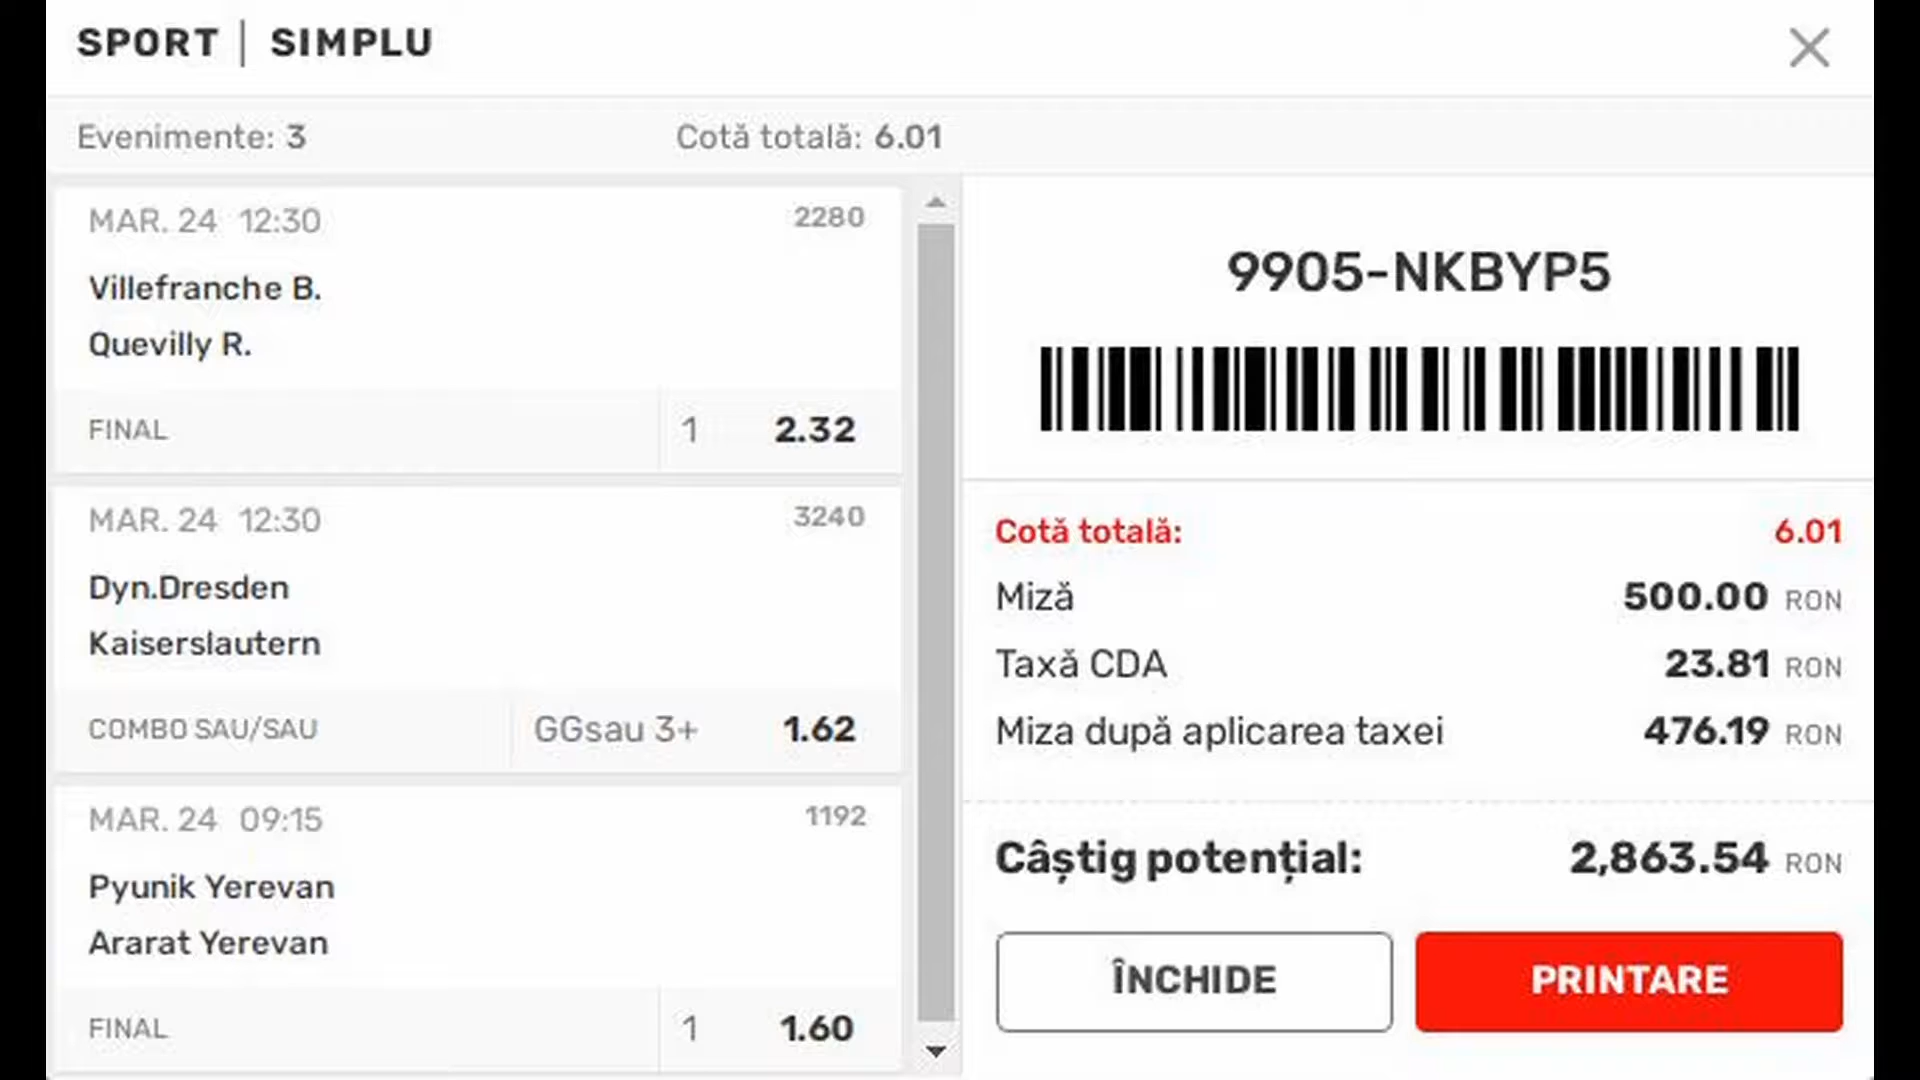 SPORT | SIMPLU
Evenimente: 3
Cotă totală: 6.01
MAR. 24 12:30 2280
Villefranche B.
Quevilly R.
FINAL 1 2.32
MAR. 24 12:30 3240
Dyn.Dresden
Kaiserslautern
COMBO SAU/SAU GGsau 3+ 1.62
MAR. 24 09:15 1192
Pyunik Yerevan
Ararat Yerevan
FINAL 1 1.60
9905-NKBYP5
Cotă totală: 6.01
Miză 500.00 RON
Taxă CDA 23.81 RON
Miza după aplicarea taxei 476.19 RON
Câștig potențial: 2,863.54 RON
ÎNCHIDE
PRINTARE